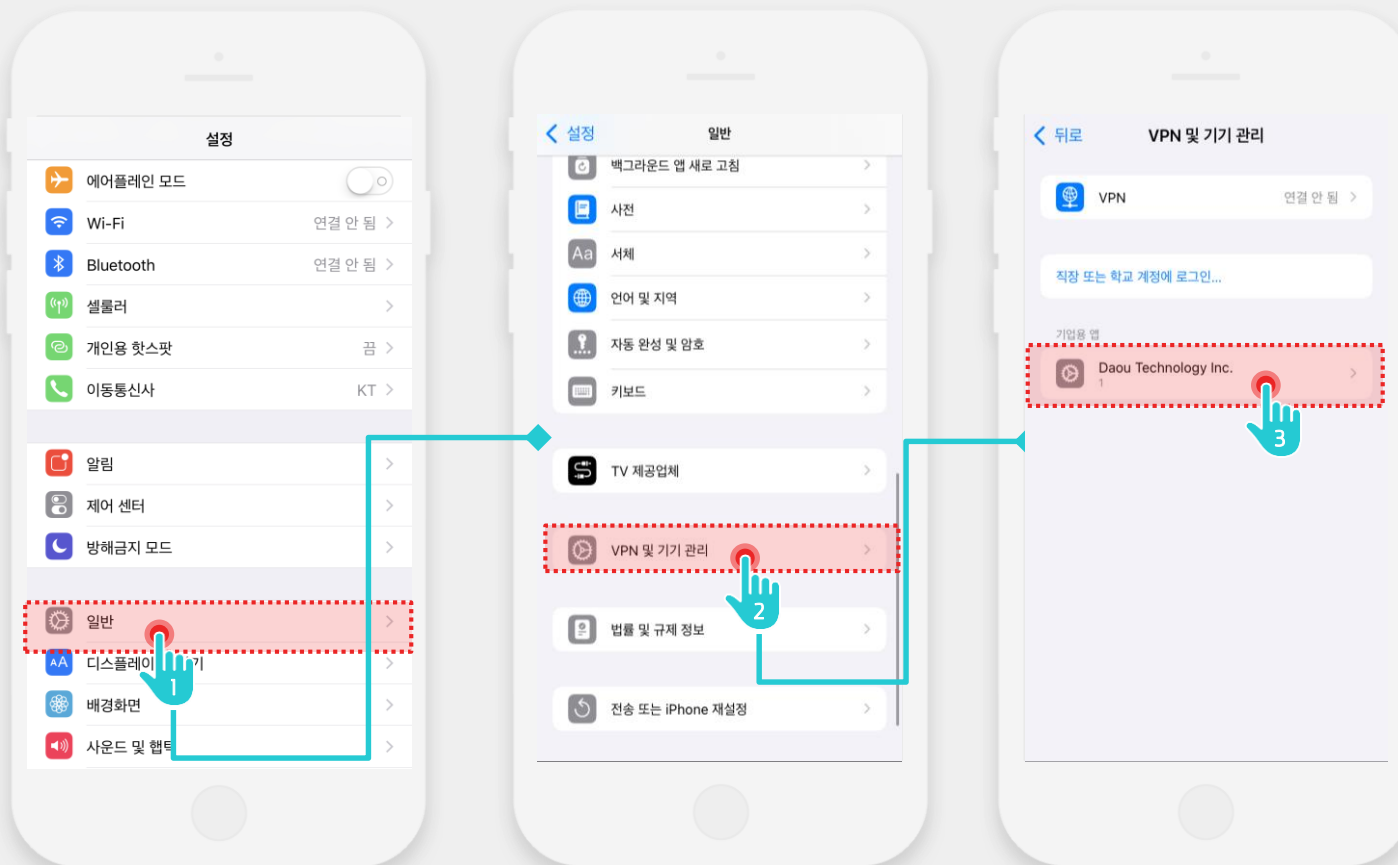 설정
에어플레인 모드
Wi-Fi 연결 안 됨
Bluetooth 연결 안 됨
셀룰러
개인용 핫스팟 끔
이동통신사 KT
알림
제어 센터
방해금지 모드
일반
디스플레이 기
1
배경화면
사운드 및 햅틱
설정 일반
백그라운드 앱 새로 고침
사전
Aa 서체
언어 및 지역
자동 완성 및 암호
키보드
TV 제공업체
VPN 및 기기 관리
2
법률 및 규제 정보
전송 또는 iPhone 재설정
뒤로 VPN 및 기기 관리
VPN 연결 안 됨
직장 또는 학교 계정에 로그인...
기업용 앱
Daou Technology Inc.
1
3